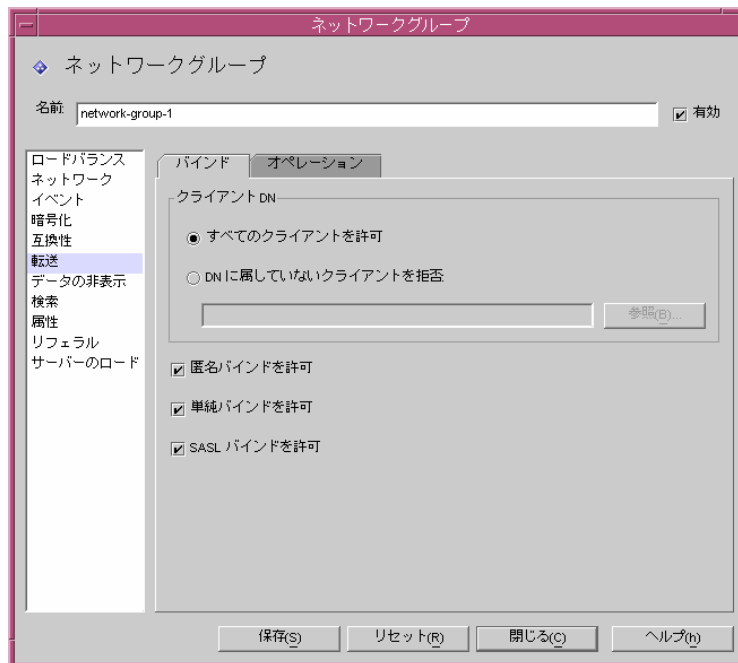 ネットワークグループ
ネットワークグループ
名前: network-group-1 有効
ロードバランス
ネットワーク
イベント
暗号化
互換性
転送
データの非表示
検索
属性
リフェラル
サーバーのロード
バインド オペレーション
クライアント DN
すべてのクライアントを許可
DN に属していないクライアントを拒否:
参照(B)...
匿名バインドを許可
単純バインドを許可
SASL バインドを許可
保存(S) リセット(R) 閉じる(C) ヘルプ(h)